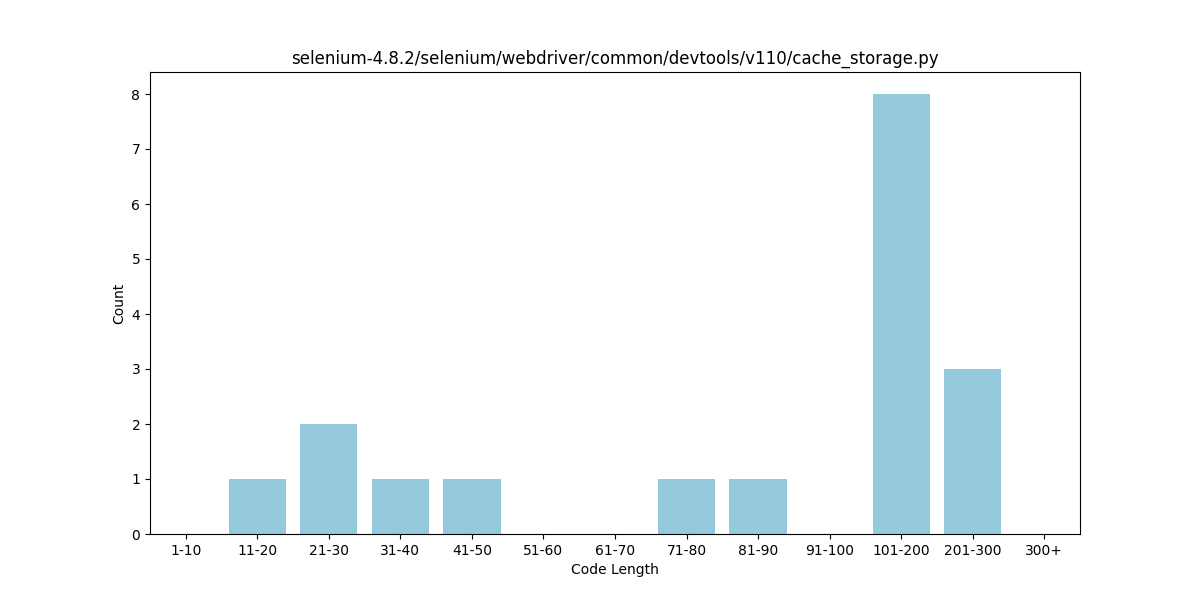 selenium-4.8.2/selenium/webdriver/common/devtools/v110/cache_storage.py
8
7
6
5
4
3
2
1
0
Count
1-10 11-20 21-30 31-40 41-50 51-60 61-70 71-80 81-90 91-100 101-200 201-300 300+
Code Length